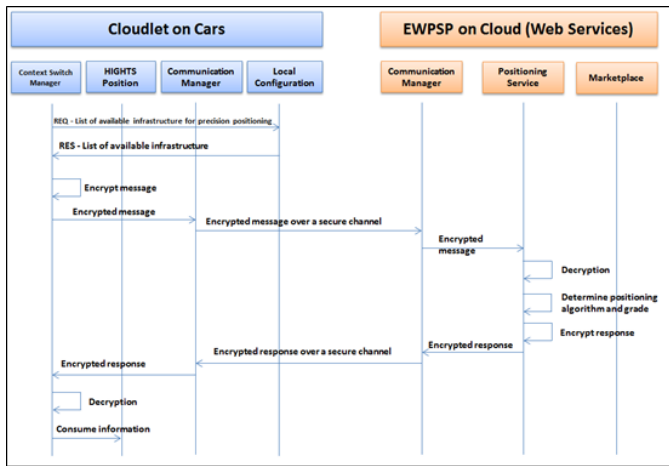 Cloudlet on Cars
EWPSP on Cloud (Web Services)
Context Switch
Manager
HIGHTS
Position
Communication
Manager
Local
Configuration
Communication
Manager
Positioning
Service
Marketplace
REQ - List of available infrastructure for precision positioning
RES - List of available infrastructure
Encrypt message
Encrypted message
Encrypted message over a secure channel
Encrypted
message
Decryption
Determine positioning
algorithm and grade
Encrypt response
Encrypted response
Encrypted response over a secure channel
Encrypted response
Decryption
Consume information